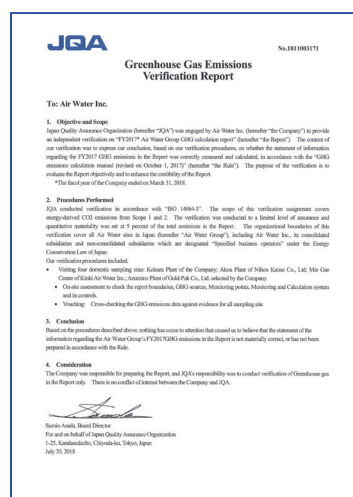 JQA
No.1811003171
Greenhouse Gas Emissions
Verification Report
To: Air Water Inc.
1. Objective and Scope
Japan Quality Assurance Organization (hereafter "JQA") was engaged by Air Water Inc. (hereafter "the Company") to provide
an independent verification on "FY2017* Air Water Group GHG calculation report" (hereafter "the Report"). The content of
our verification was to express our conclusion, based on our verification procedures, on whether the statement of information
regarding the FY2017 GHG emissions in the Report was correctly measured and calculated, in accordance with the "GHG
emissions calculation manual (revised on October 1, 2017)" (hereafter "the Rule"). The purpose of the verification is to
evaluate the Report objectively and to enhance the credibility of the Report.
*The fiscal year of the Company ended on March 31, 2018.
2. Procedures Performed
JQA conducted verification in accordance with "ISO 14064-3". The scope of this verification assignment covers
energy-derived CO2 emissions from Scope 1 and 2. The verification was conducted to a limited level of assurance and
quantitative materiality was set at 5 percent of the total emissions in the Report. The organizational boundaries of this
verification cover all Air Water sites in Japan (hereafter "Air Water Group"), including Air Water Inc., its consolidated
subsidiaries and non-consolidated subsidiaries which are designated "Specified business operators" under the Energy
Conservation Law of Japan.
Our verification procedures included:
• Visiting four domestic sampling sites: Kokura Plant of the Company; Akou Plant of Nihon Kaisui Co., Ltd; Mie Gas
Center of Kinki Air Water Inc.; Azumino Plant of Gold-Pak Co., Ltd. selected by the Company.
• On-site assessment to check the report boundaries, GHG sources, Monitoring points, Monitoring and Calculation system
and its controls.
• Vouching: Cross-checking the GHG emissions data against evidence for all sampling site.
3. Conclusion
Based on the procedures described above, nothing has come to attention that caused us to believe that the statement of the
information regarding the Air Water Group's FY2017GHG emissions in the Report is not materially correct, or has not been
prepared in accordance with the Rule.
4. Consideration
The Company was responsible for preparing the Report, and JQA's responsibility was to conduct verification of Greenhouse gas
in the Report only. There is no conflict of interest between the Company and JQA.
Sumio Asada, Board Director
For and on behalf of Japan Quality Assurance Organization
1-25, Kandasudacho, Chiyoda-ku, Tokyo, Japan
July 30, 2018